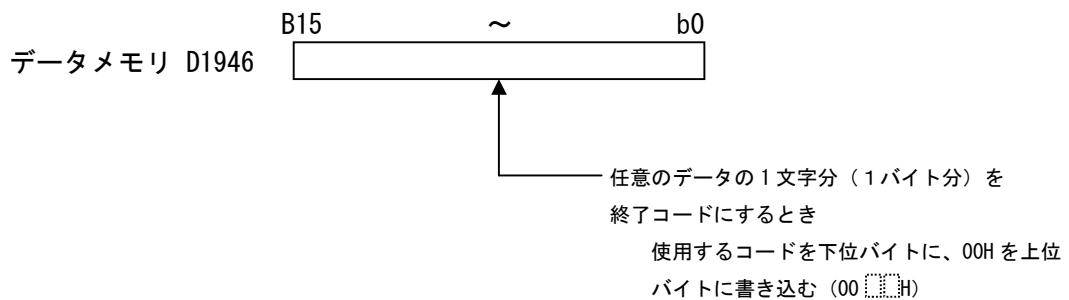 B15 ～ b0
データメモリ D1946
任意のデータの1文字分（１バイト分）を
終了コードにするとき
使用するコードを下位バイトに、00H を上位
バイトに書き込む（00 □□H）